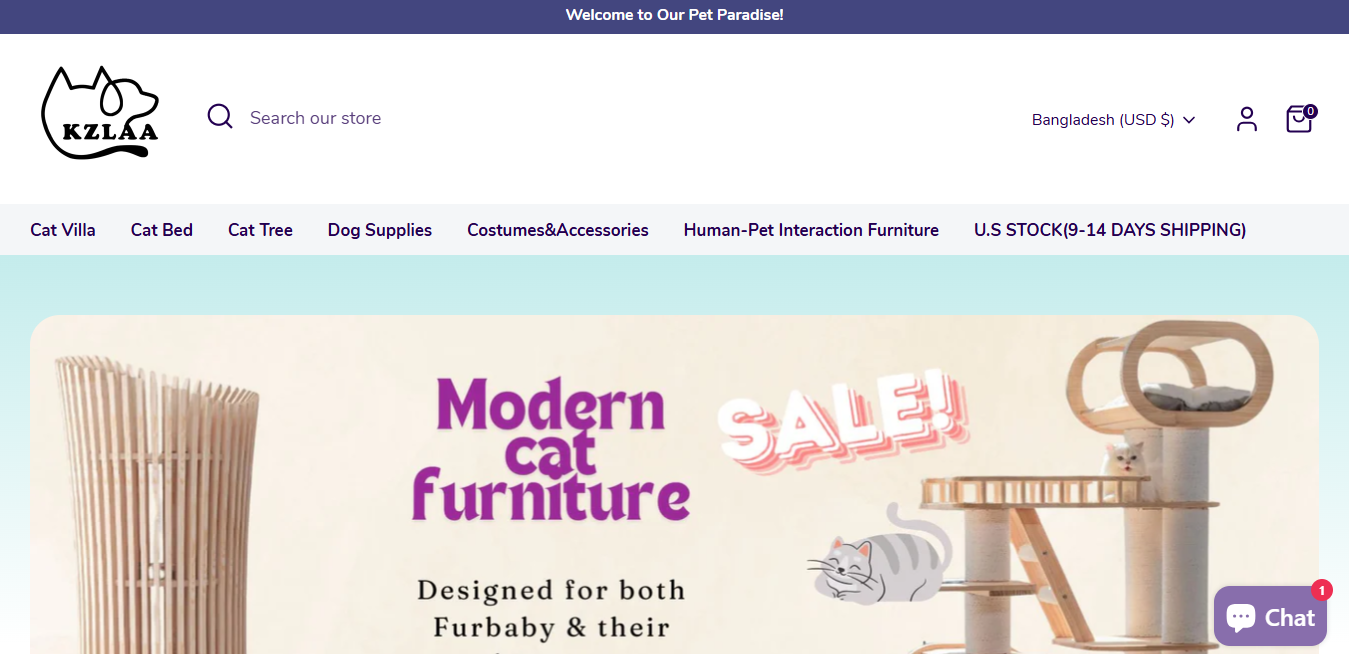 Welcome to Our Pet Paradise!
KZLAA
Search our store
Bangladesh (USD $)
0
Cat Villa
Cat Bed
Cat Tree
Dog Supplies
Costumes&Accessories
Human-Pet Interaction Furniture
U.S STOCK(9-14 DAYS SHIPPING)
Modern
cat
furniture
SALE!
Designed for both
Furbaby & their
1
Chat